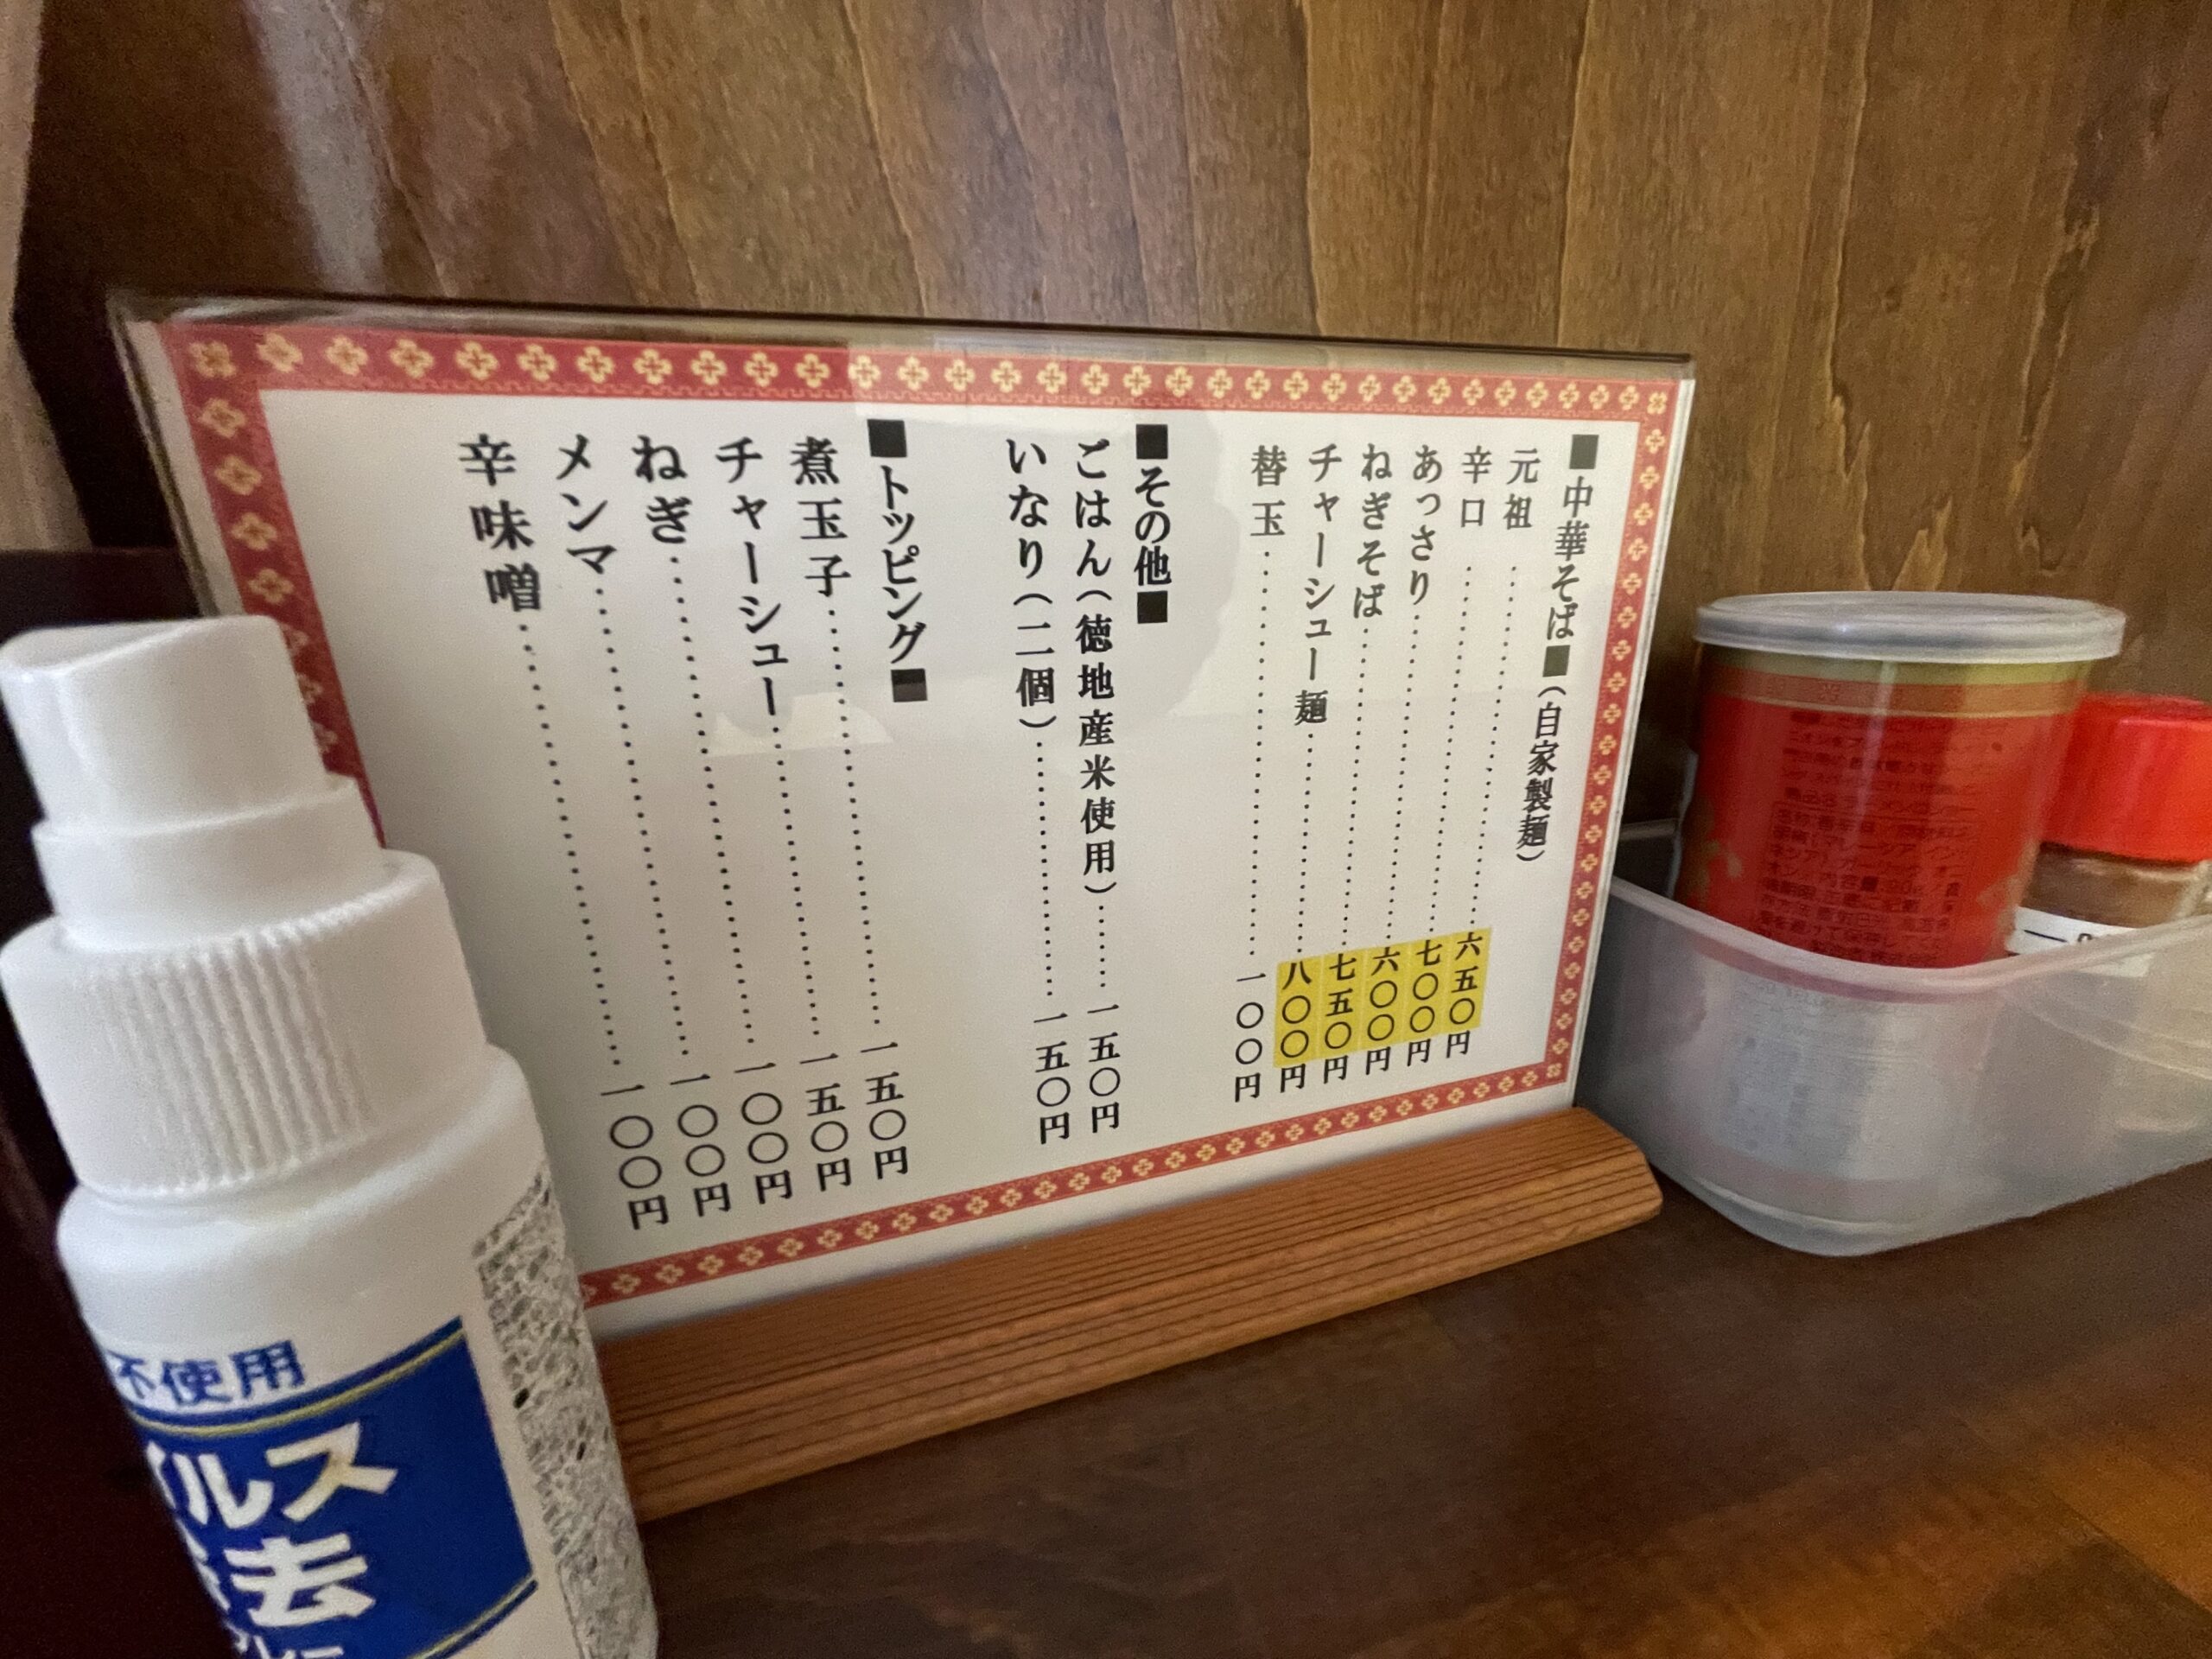 ■中華そば■(自家製麺)
元祖……六五〇円
辛口……七〇〇円
あっさり……六〇〇円
ねぎそば……七五〇円
チャーシュー麺……八〇〇円
替玉……一〇〇円
■その他■
ごはん(徳地産米使用)……一五〇円
いなり(二個)……一五〇円
■トッピング■
煮玉子……一五〇円
チャーシュー……一五〇円
ねぎ……一〇〇円
メンマ……一〇〇円
辛味噌……一〇〇円
不使用
イルス
去